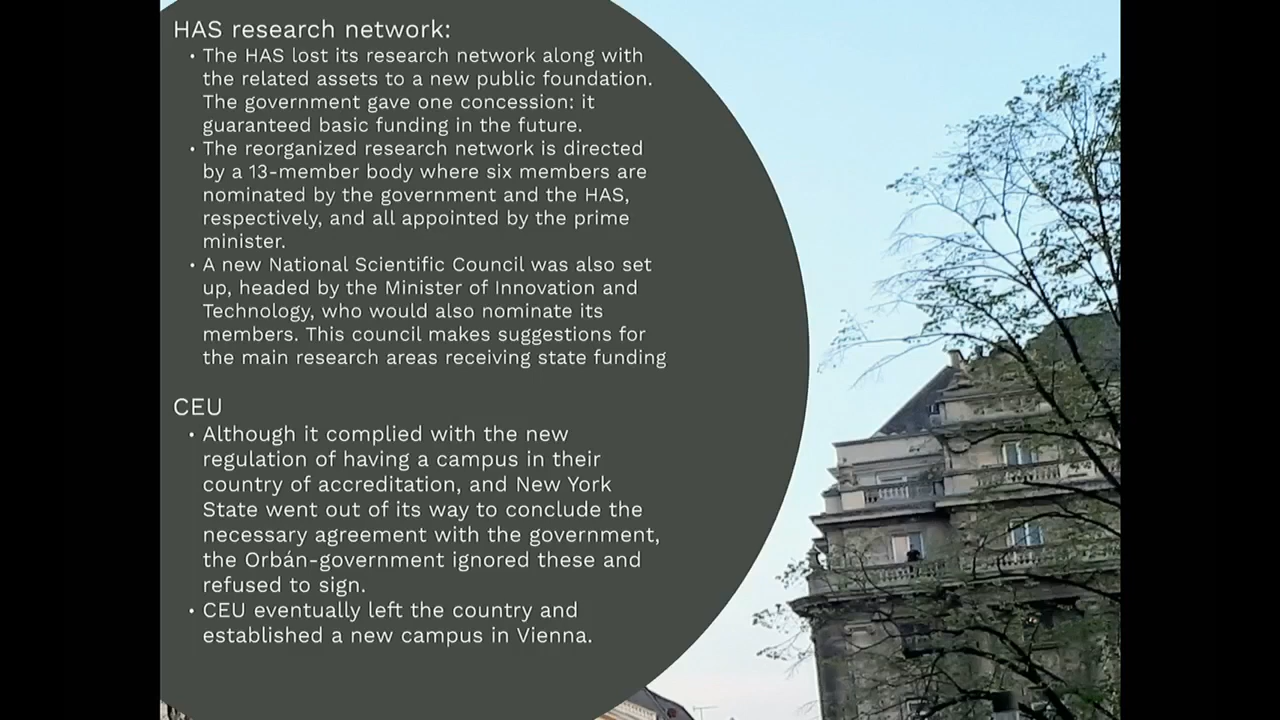 HAS research network:
• The HAS lost its research network along with
the related assets to a new public foundation.
The government gave one concession: it
guaranteed basic funding in the future.
• The reorganized research network is directed
by a 13-member body where six members are
nominated by the government and the HAS,
respectively, and all appointed by the prime
minister.
• A new National Scientific Council was also set
up, headed by the Minister of Innovation and
Technology, who would also nominate its
members. This council makes suggestions for
the main research areas receiving state funding
CEU
• Although it complied with the new
regulation of having a campus in their
country of accreditation, and New York
State went out of its way to conclude the
necessary agreement with the government,
the Orbán-government ignored these and
refused to sign.
• CEU eventually left the country and
established a new campus in Vienna.